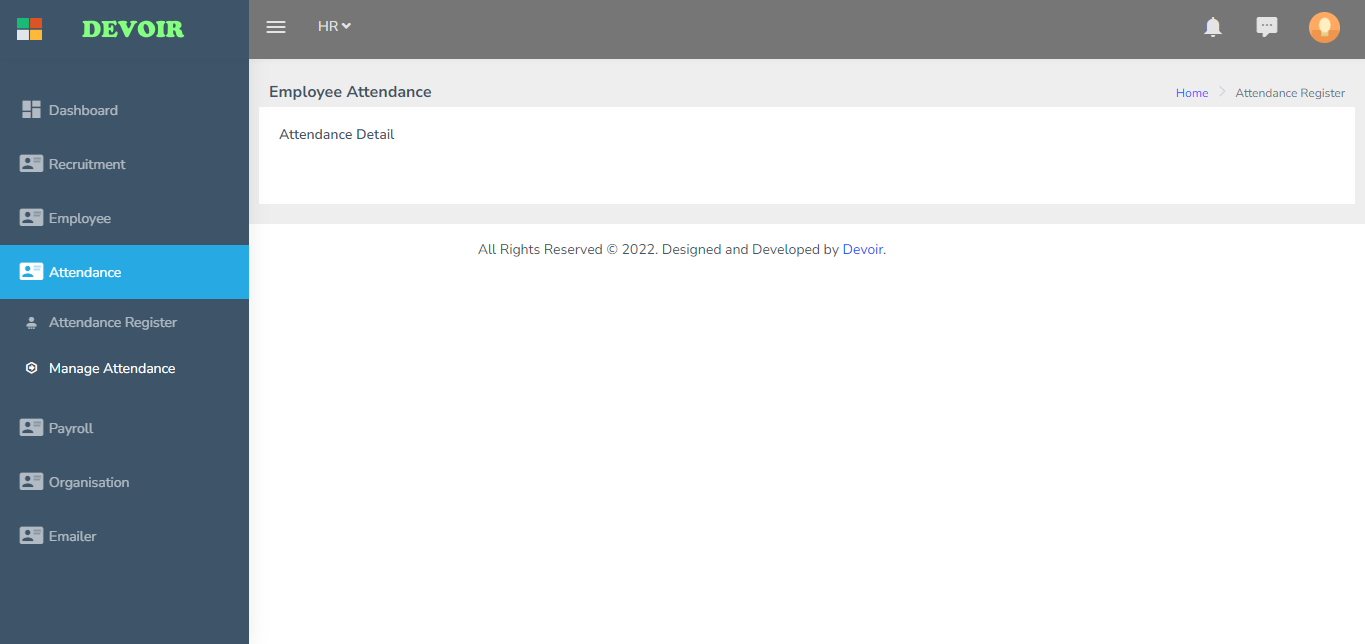 DEVOIR
HR
Dashboard
Recruitment
Employee
Attendance
Attendance Register
Manage Attendance
Payroll
Organisation
Emailer
Employee Attendance
Home Attendance Register
Attendance Detail
All Rights Reserved © 2022. Designed and Developed by Devoir.